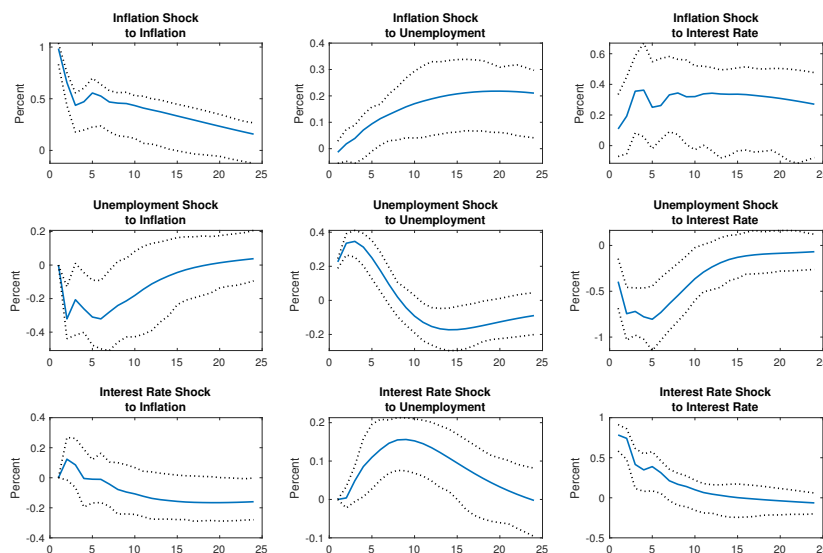 Inflation Shock
to Inflation
Percent
1
0.5
0
0 5 10 15 20 25
Inflation Shock
to Unemployment
0.4
0.3
0.2
0.1
0
0 5 10 15 20 25
Inflation Shock
to Interest Rate
Percent
0.6
0.4
0.2
0
0 5 10 15 20 25
Unemployment Shock
to Inflation
Percent
0.2
0
-0.2
-0.4
0 5 10 15 20 25
Unemployment Shock
to Unemployment
0.4
0.2
0
-0.2
0 5 10 15 20 25
Unemployment Shock
to Interest Rate
Percent
0
-0.5
-1
0 5 10 15 20 25
Interest Rate Shock
to Inflation
Percent
0.4
0.2
0
-0.2
-0.4
0 5 10 15 20 25
Interest Rate Shock
to Unemployment
0.2
0.1
0
-0.1
0 5 10 15 20 25
Interest Rate Shock
to Interest Rate
Percent
1
0.5
0
-0.5
0 5 10 15 20 25